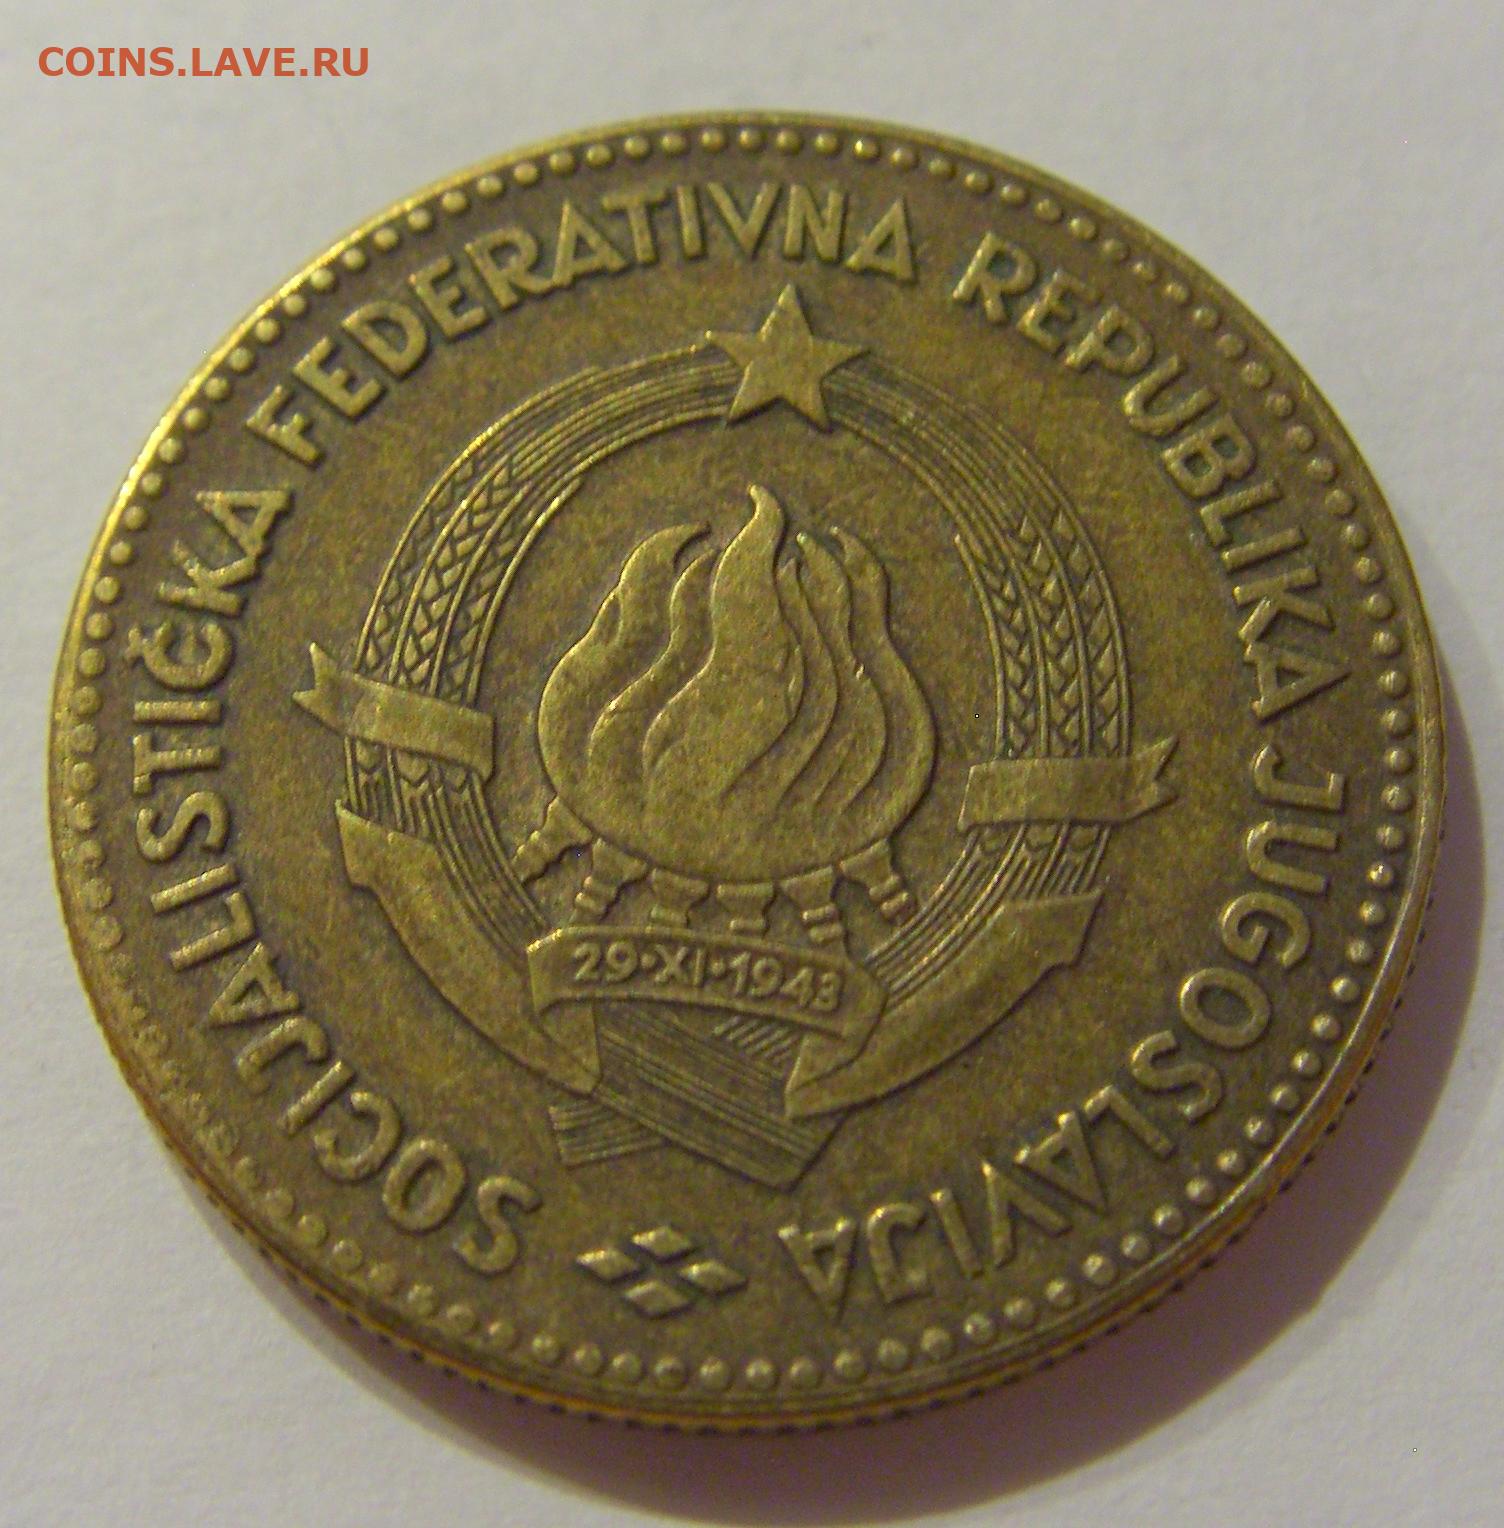 COINS.LAVE.RU
SOCIJALISTIČKA FEDERATIVNA REPUBLIKA JUGOSLAVIJA
29•XI•1943